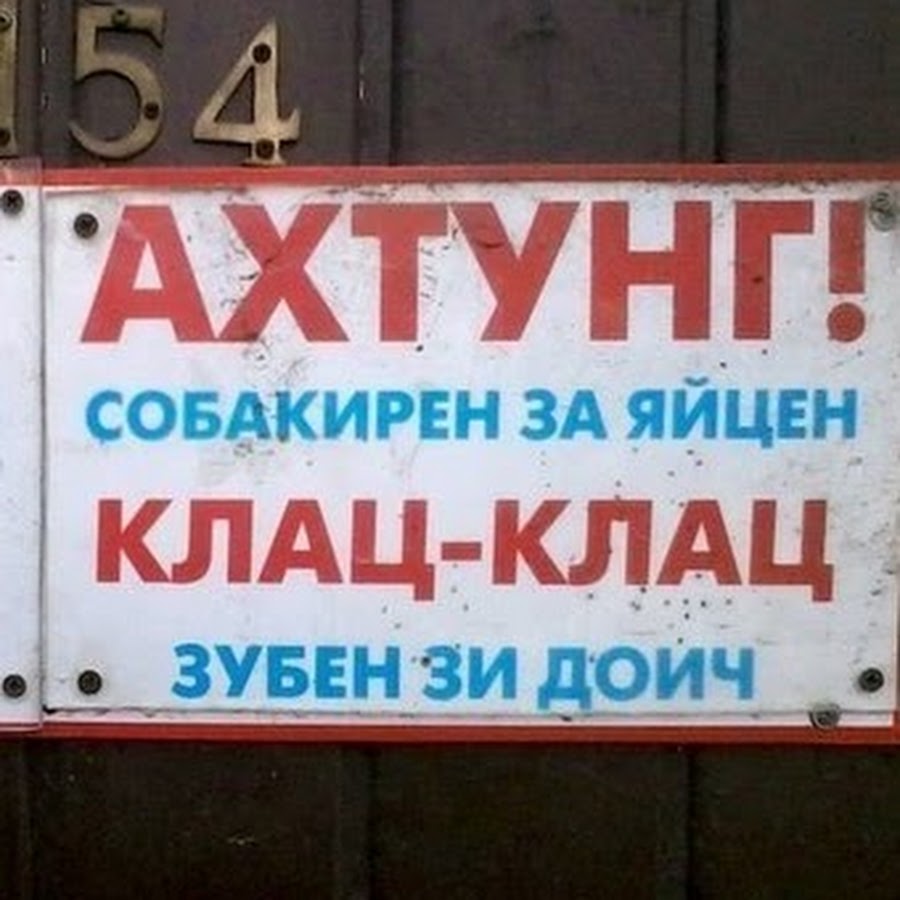 154
АХТУНГ!
СОБАКИРЕН ЗА ЯЙЦЕН
КЛАЦ-КЛАЦ
ЗУБЕН ЗИ ДОИЧ